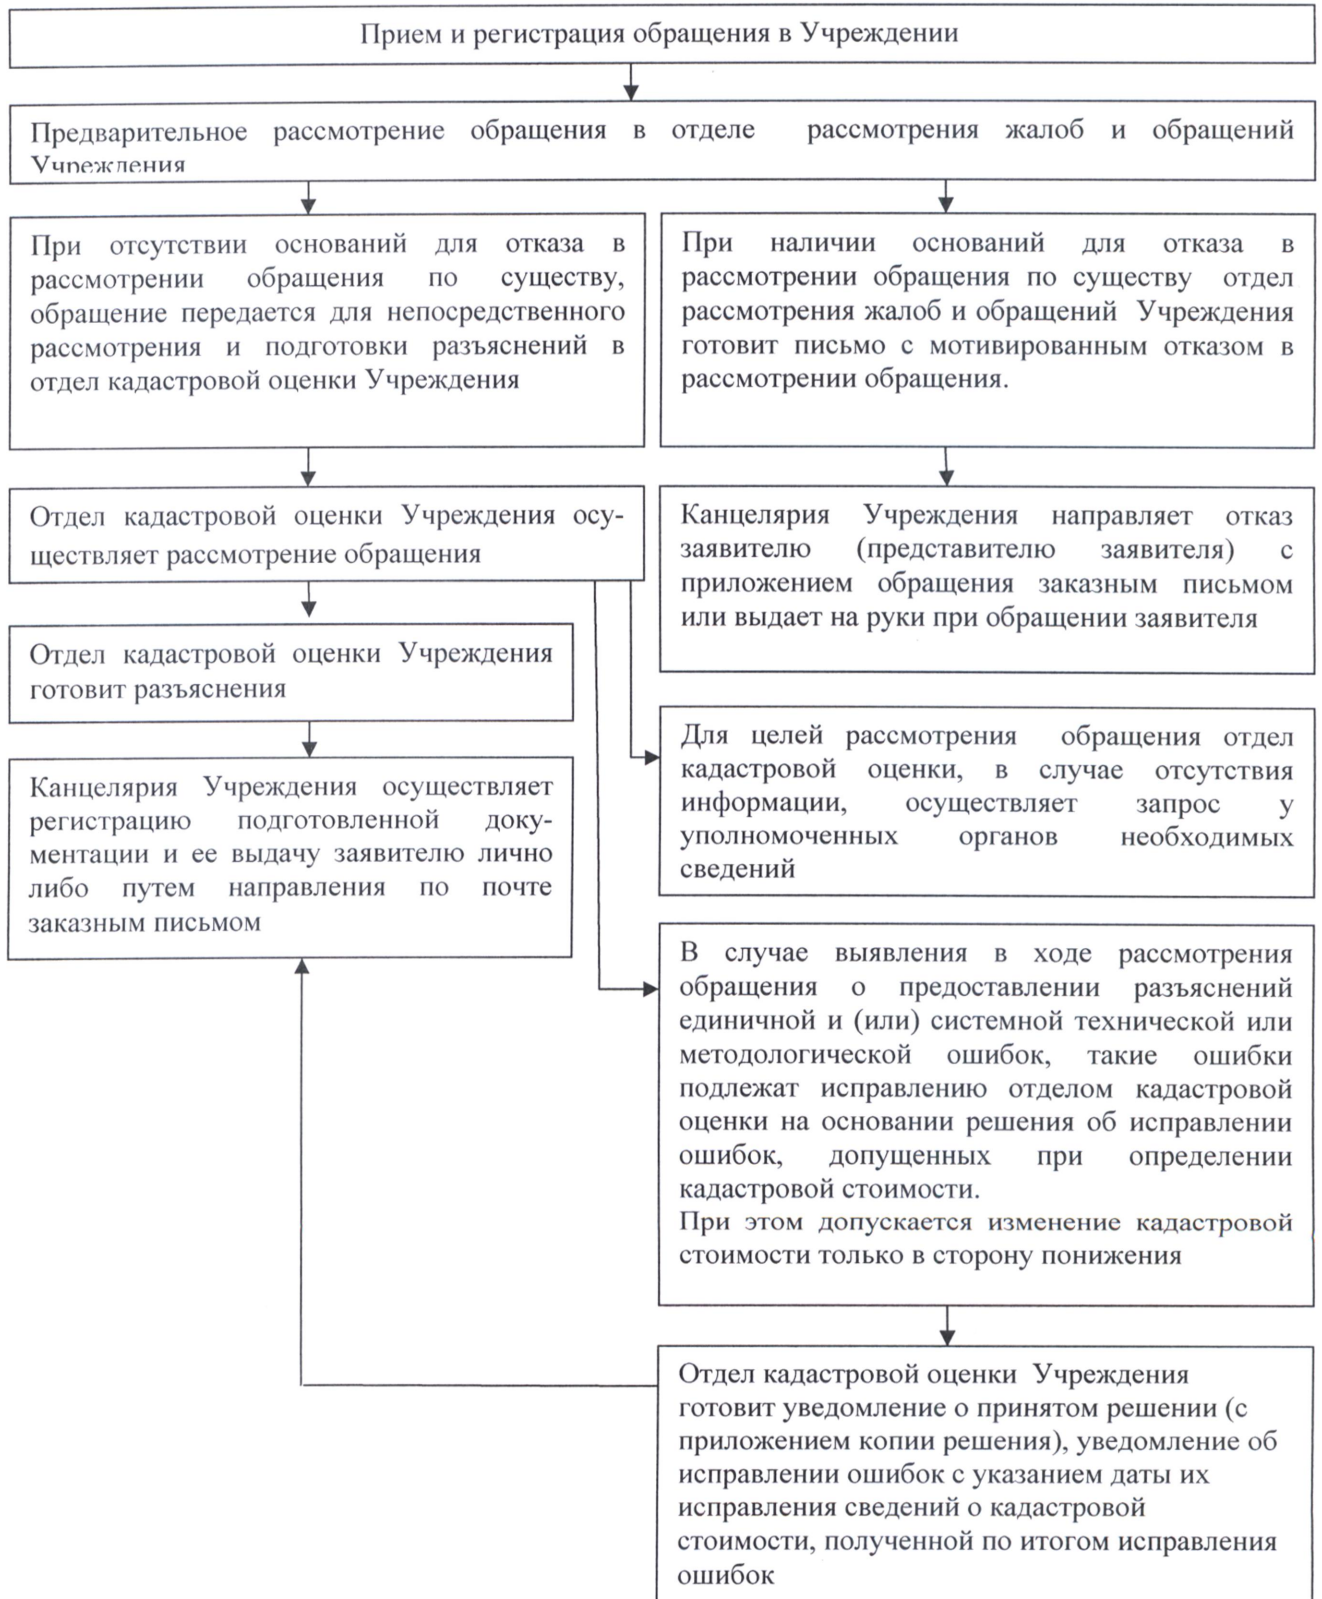 Прием и регистрация обращения в Учреждении
Предварительное рассмотрение обращения в отделе рассмотрения жалоб и обращений
Учреждения
При отсутствии оснований для отказа в
рассмотрении обращения по существу,
обращение передается для непосредственного
рассмотрения и подготовки разъяснений в
отдел кадастровой оценки Учреждения
При наличии оснований для отказа в
рассмотрении обращения по существу отдел
рассмотрения жалоб и обращений Учреждения
готовит письмо с мотивированным отказом в
рассмотрении обращения.
Отдел кадастровой оценки Учреждения осу-
ществляет рассмотрение обращения
Канцелярия Учреждения направляет отказ
заявителю (представителю заявителя) с
приложением обращения заказным письмом
или выдает на руки при обращении заявителя
Отдел кадастровой оценки Учреждения
готовит разъяснения
Для целей рассмотрения обращения отдел
кадастровой оценки, в случае отсутствия
информации, осуществляет запрос у
уполномоченных органов необходимых
сведений
Канцелярия Учреждения осуществляет
регистрацию подготовленной доку-
ментации и ее выдачу заявителю лично
либо путем направления по почте
заказным письмом
В случае выявления в ходе рассмотрения
обращения о предоставлении разъяснений
единичной и (или) системной технической или
методологической ошибок, такие ошибки
подлежат исправлению отделом кадастровой
оценки на основании решения об исправлении
ошибок, допущенных при определении
кадастровой стоимости.
При этом допускается изменение кадастровой
стоимости только в сторону понижения
Отдел кадастровой оценки Учреждения
готовит уведомление о принятом решении (с
приложением копии решения), уведомление об
исправлении ошибок с указанием даты их
исправления сведений о кадастровой
стоимости, полученной по итогом исправления
ошибок